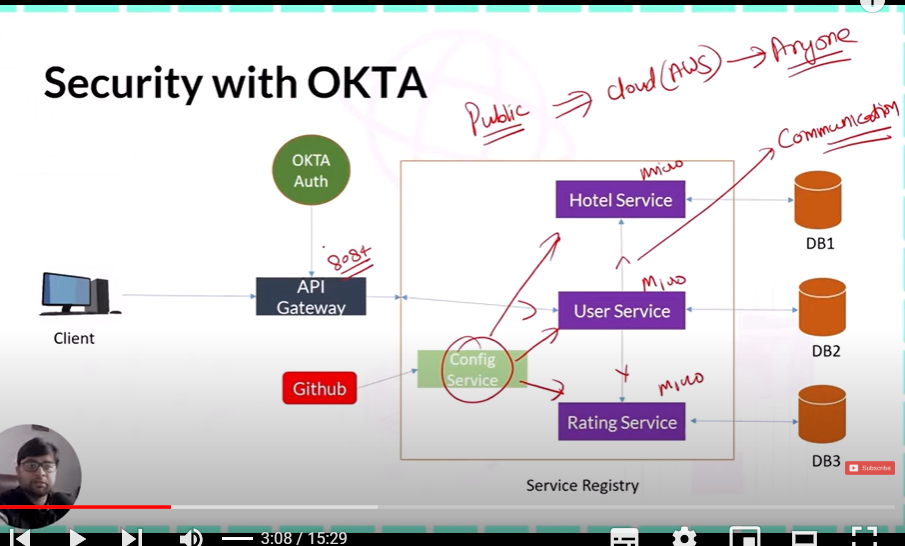 Security with OKTA
Public ⇒ cloud(AWS) → Anyone
Communication
OKTA
Auth
micro
Hotel Service
DB1
8084
API
Gateway
Client
micro
User Service
DB2
Config
Service
Github
micro
Rating Service
DB3
Subscribe
Service Registry
3:08 / 15:29